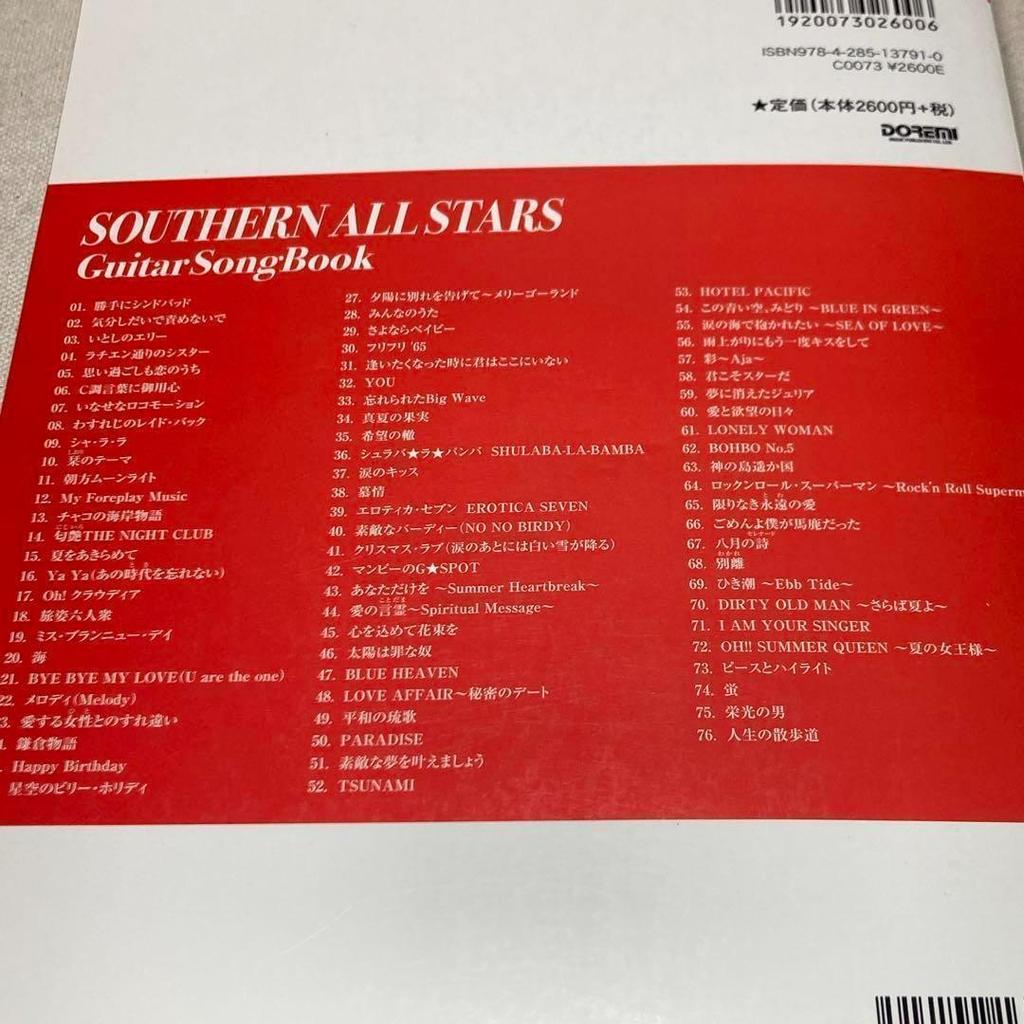 1920073026006
ISBN978-4-285-13791-0
C0073 ¥2600E
★定価(本体2600円+税)
DOREMI
SOUTHERN ALL STARS
Guitar Song Book
01. 勝手にシンドバッド
02. 気分しだいで責めないで
03. いとしのエリー
04. ラチエン通りのシスター
05. 思い過ごしも恋のうち
06. C調言葉に御用心
07. いなせなロコモーション
08. わすれじのレイド・バック
09. シャ・ラ・ラ
10. 栞のテーマ
11. 朝方ムーンライト
12. My Foreplay Music
13. チャコの海岸物語
14. 匂艶THE NIGHT CLUB
15. 夏をあきらめて
16. Ya Ya(あの時代を忘れない)
17. Oh! クラウディア
18. 旅姿六人衆
19. ミス・ブランニュー・デイ
20. 海
21. BYE BYE MY LOVE(U are the one)
22. メロディ(Melody)
3. 愛する女性とのすれ違い
鎌倉物語
Happy Birthday
星空のビリー・ホリディ
27. 夕陽に別れを告げて～メリーゴーランド
28. みんなのうた
29. さよならベイビー
30. フリフリ '65
31. 逢いたくなった時に君はここにいない
32. YOU
33. 忘れられたBig Wave
34. 真夏の果実
35. 希望の轍
36. シュラバ★ラ★バンバ SHULABA-LA-BAMBA
37. 涙のキッス
38. 慕情
39. エロティカ・セブン EROTICA SEVEN
40. 素敵なバーディー(NO NO BIRDY)
41. クリスマス・ラブ(涙のあとには白い雪が降る)
42. マンピーのG★SPOT
43. あなただけを ～Summer Heartbreak～
44. 愛の言霊～Spiritual Message～
45. 心を込めて花束を
46. 太陽は罪な奴
47. BLUE HEAVEN
48. LOVE AFFAIR～秘密のデート
49. 平和の琉歌
50. PARADISE
51. 素敵な夢を叶えましょう
52. TSUNAMI
53. HOTEL PACIFIC
54. この青い空、みどり ～BLUE IN GREEN～
55. 涙の海で抱かれたい ～SEA OF LOVE～
56. 雨上がりにもう一度キスをして
57. 彩～Aja～
58. 君こそスターだ
59. 夢に消えたジュリア
60. 愛と欲望の日々
61. LONELY WOMAN
62. BOHBO No.5
63. 神の島遥か国
64. ロックンロール・スーパーマン ～Rock'n Roll Superm
65. 限りなき永遠の愛
66. ごめんよ僕が馬鹿だった
67. 八月の詩
68. 別離
69. ひき潮 ～Ebb Tide～
70. DIRTY OLD MAN ～さらば夏よ～
71. I AM YOUR SINGER
72. OH!! SUMMER QUEEN ～夏の女王様～
73. ピースとハイライト
74. 蛍
75. 栄光の男
76. 人生の散歩道